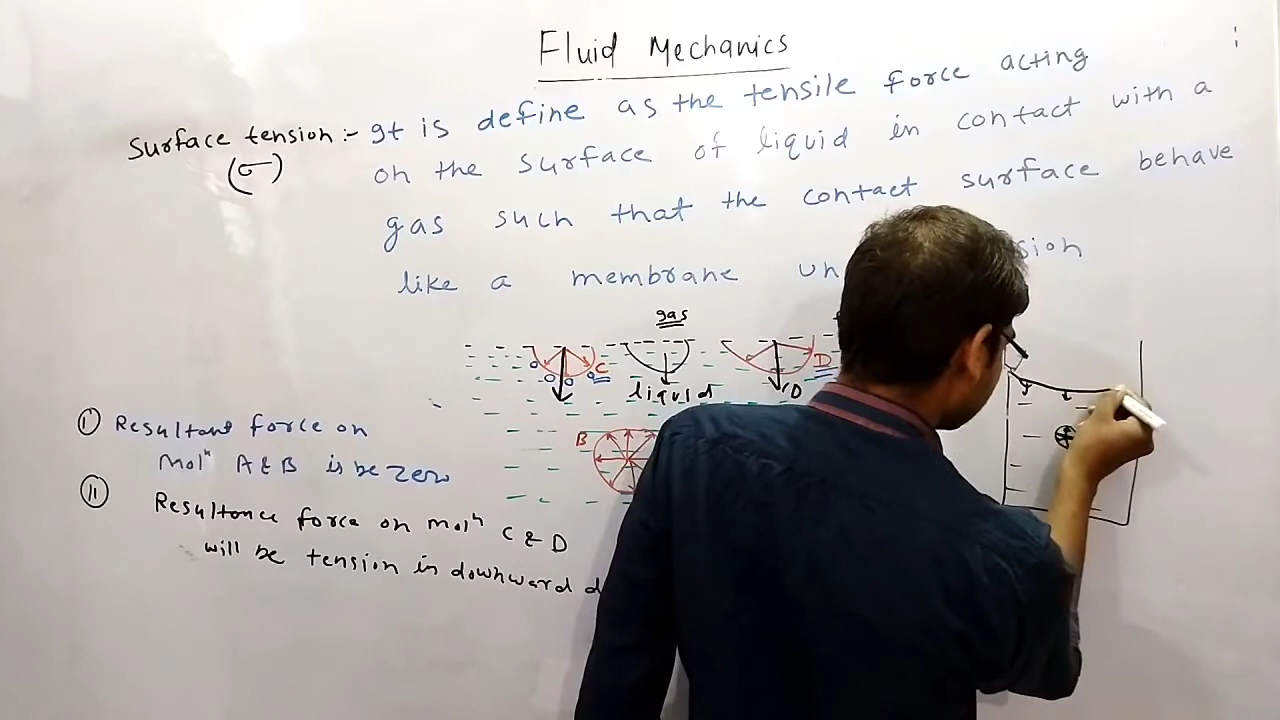 Fluid Mechanics
Surface tension :- It is define as the tensile force acting
(σ)
on the surface of liquid in contact with a
gas such that the contact surface behave
like a membrane
gas
C
D
liquid
D
B
(I) Resultant force on
Molⁿ A & B is be zero
(II) Resultance force on Molⁿ C & D
will be tension in downward